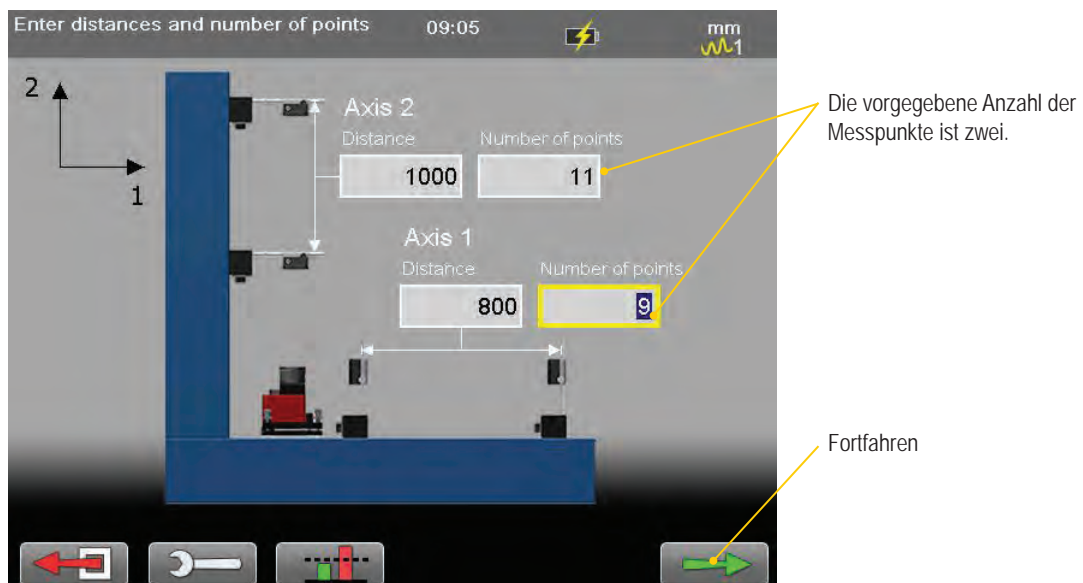 Enter distances and number of points 09:05 mm
1
2
1
Axis 2
Distance Number of points
1000 11
Axis 1
Distance Number of points
800 9
Die vorgegebene Anzahl der
Messpunkte ist zwei.
Fortfahren